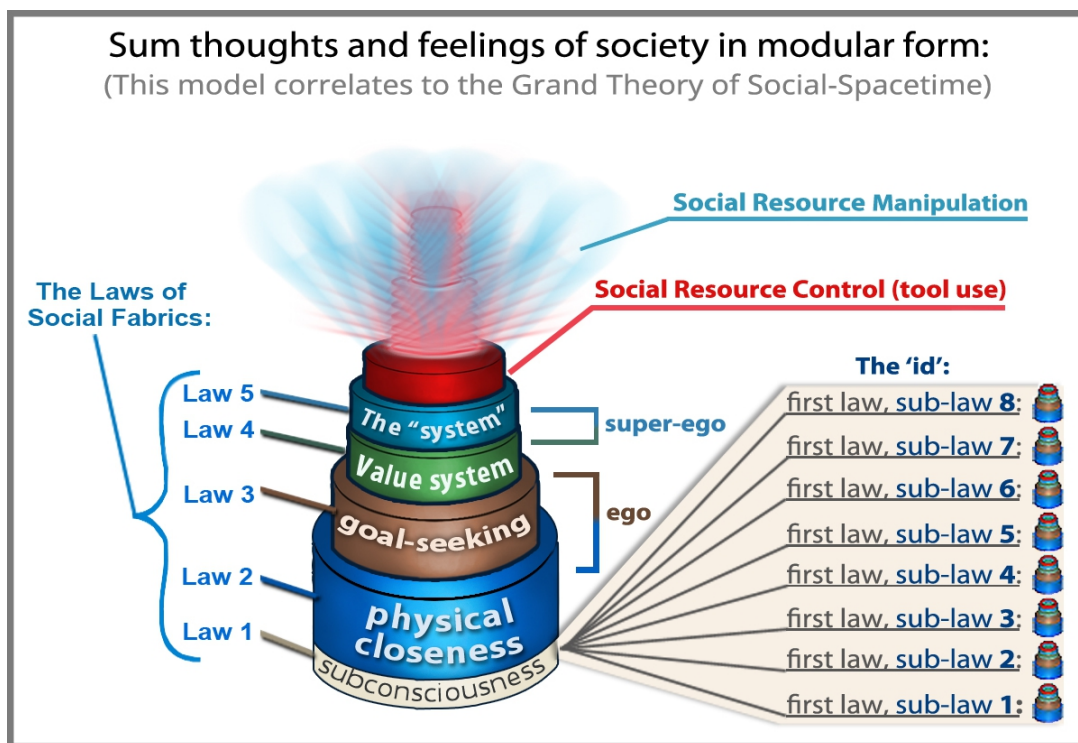 Sum thoughts and feelings of society in modular form:
(This model correlates to the Grand Theory of Social-Spacetime)
Social Resource Manipulation
Social Resource Control (tool use)
The Laws of
Social Fabrics:
Law 5
Law 4
Law 3
Law 2
Law 1
The "system"
Value system
goal-seeking
physical
closeness
subconsciousness
super-ego
ego
The 'id':
first law, sub-law 8:
first law, sub-law 7:
first law, sub-law 6:
first law, sub-law 5:
first law, sub-law 4:
first law, sub-law 3:
first law, sub-law 2:
first law, sub-law 1: